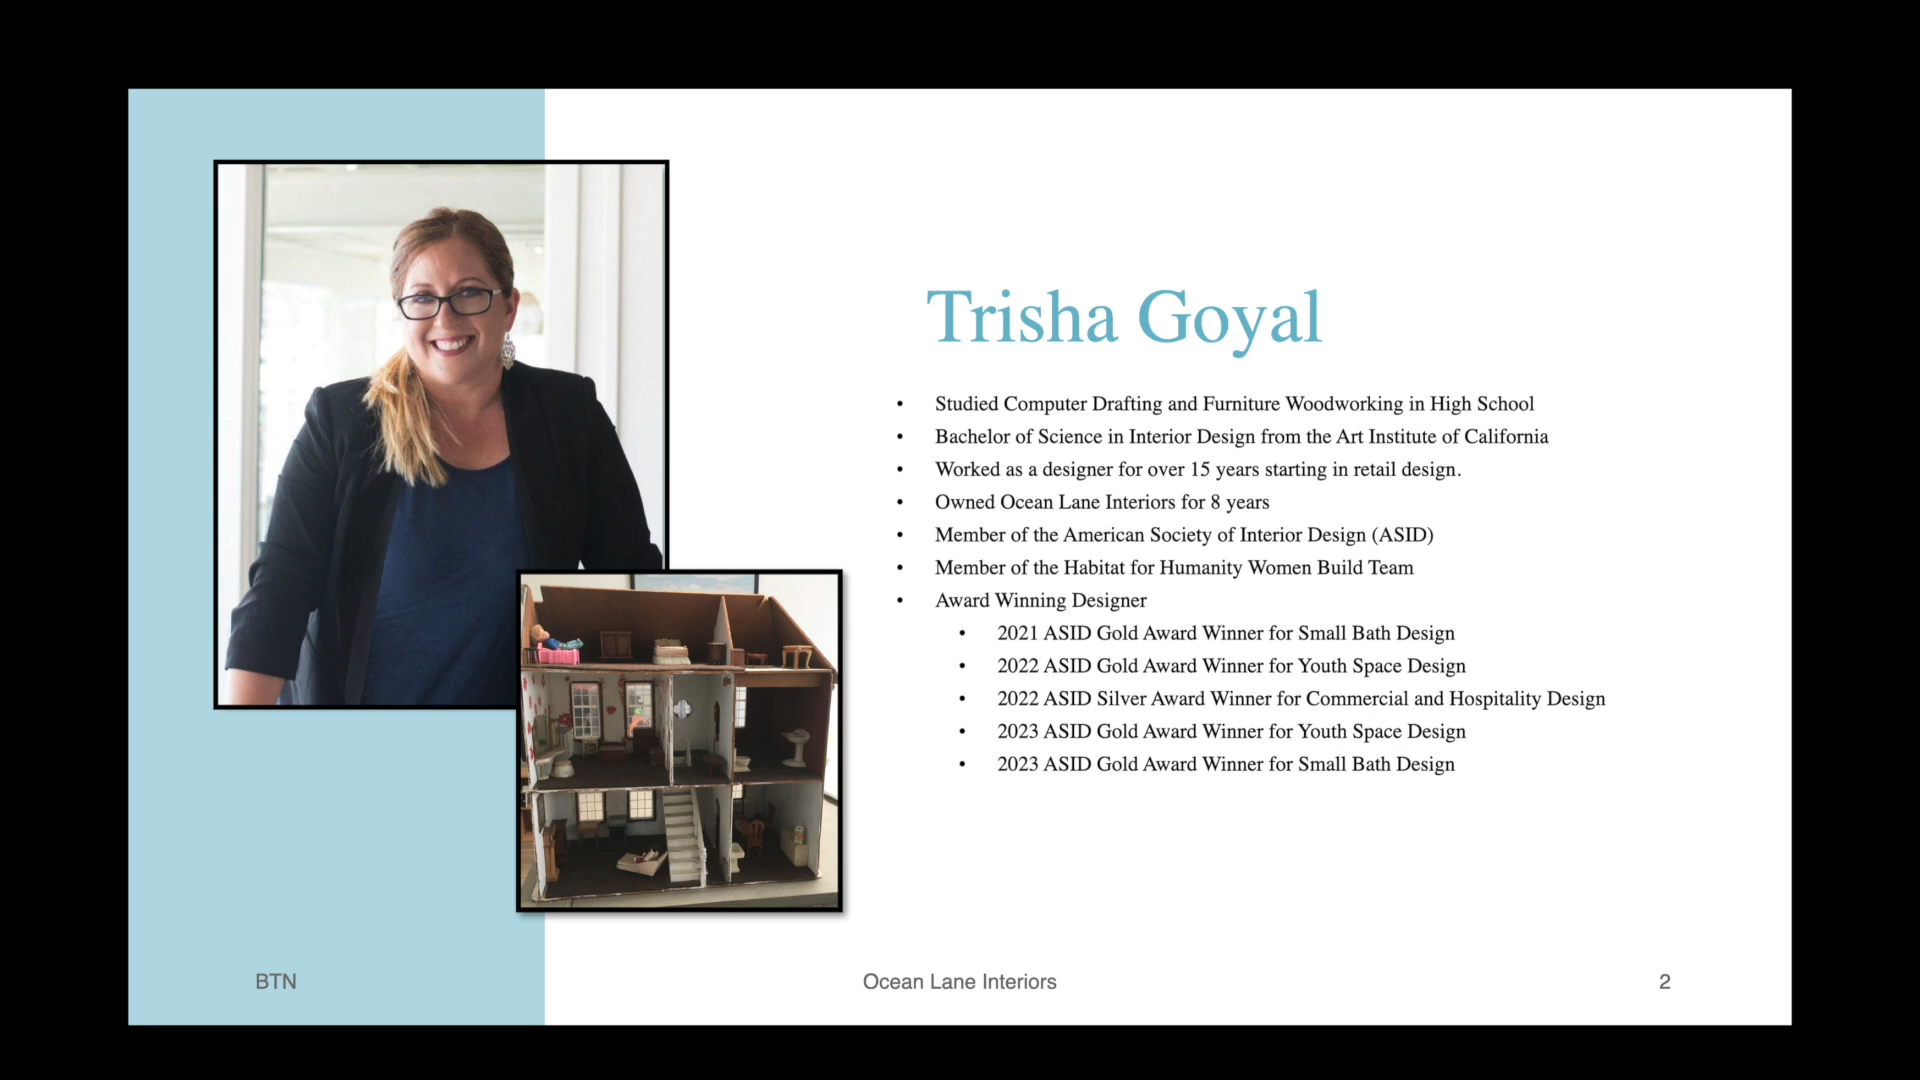 Trisha Goyal
• Studied Computer Drafting and Furniture Woodworking in High School
• Bachelor of Science in Interior Design from the Art Institute of California
• Worked as a designer for over 15 years starting in retail design.
• Owned Ocean Lane Interiors for 8 years
• Member of the American Society of Interior Design (ASID)
• Member of the Habitat for Humanity Women Build Team
• Award Winning Designer
• 2021 ASID Gold Award Winner for Small Bath Design
• 2022 ASID Gold Award Winner for Youth Space Design
• 2022 ASID Silver Award Winner for Commercial and Hospitality Design
• 2023 ASID Gold Award Winner for Youth Space Design
• 2023 ASID Gold Award Winner for Small Bath Design
BTN
Ocean Lane Interiors
2